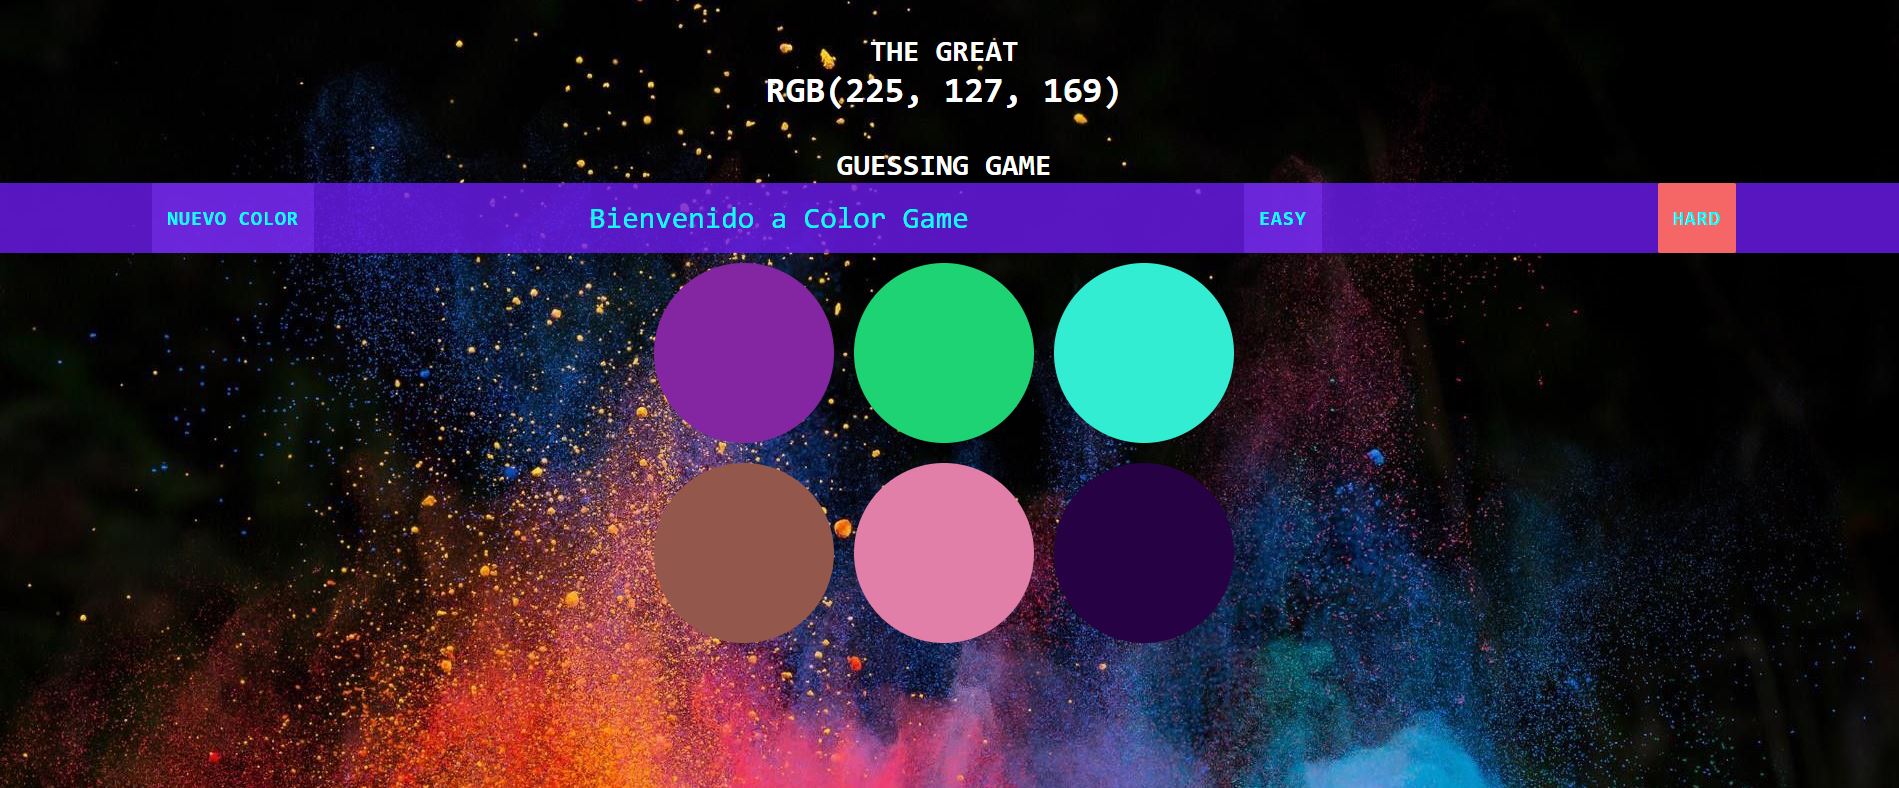 THE GREAT
RGB(225, 127, 169)
GUESSING GAME
NUEVO COLOR
Bienvenido a Color Game
EASY
HARD